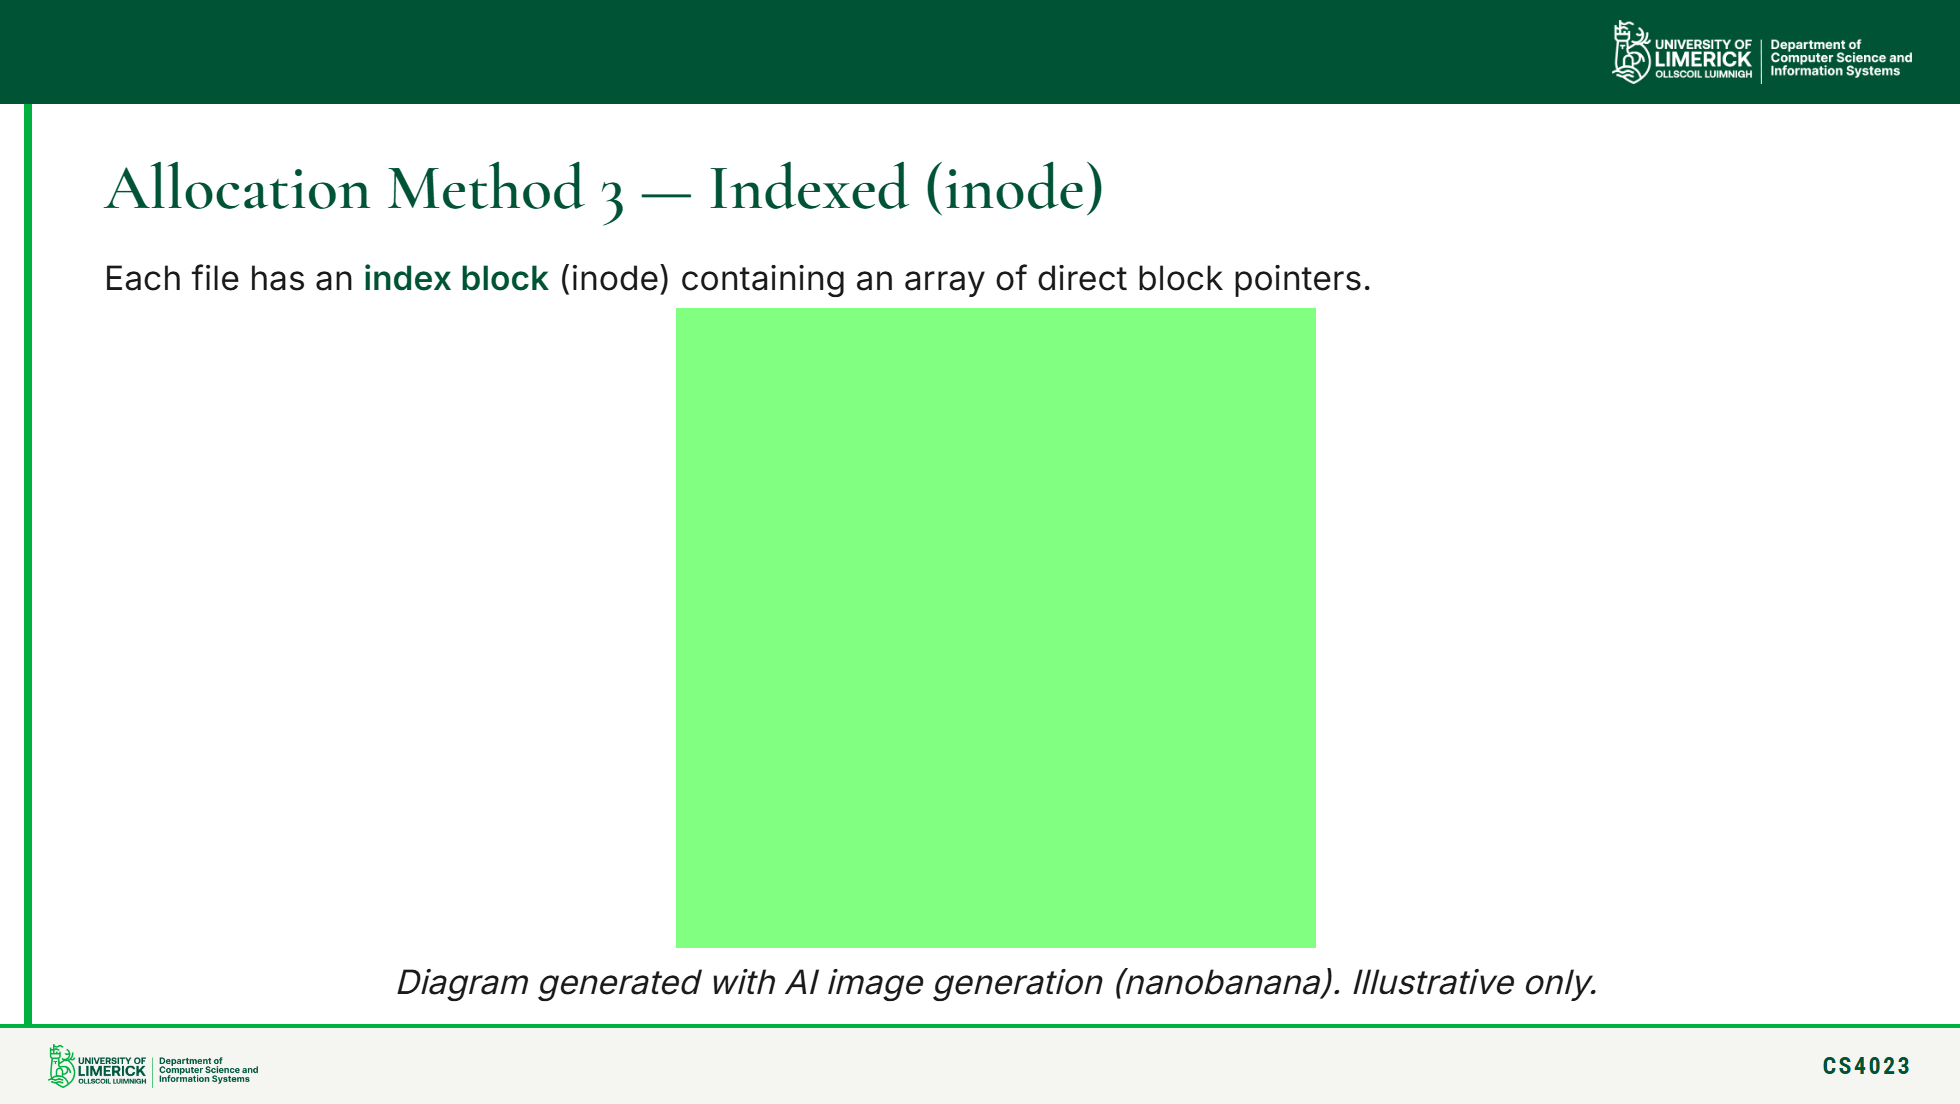 UNIVERSITY OF
LIMERICK
OLLSCOIL LUIMNIGH
Department of
Computer Science and
Information Systems
Allocation Method 3 — Indexed (inode)
Each file has an index block (inode) containing an array of direct block pointers.
Diagram generated with AI image generation (nanobanana). Illustrative only.
UNIVERSITY OF
LIMERICK
OLLSCOIL LUIMNIGH
Department of
Computer Science and
Information Systems
CS4023